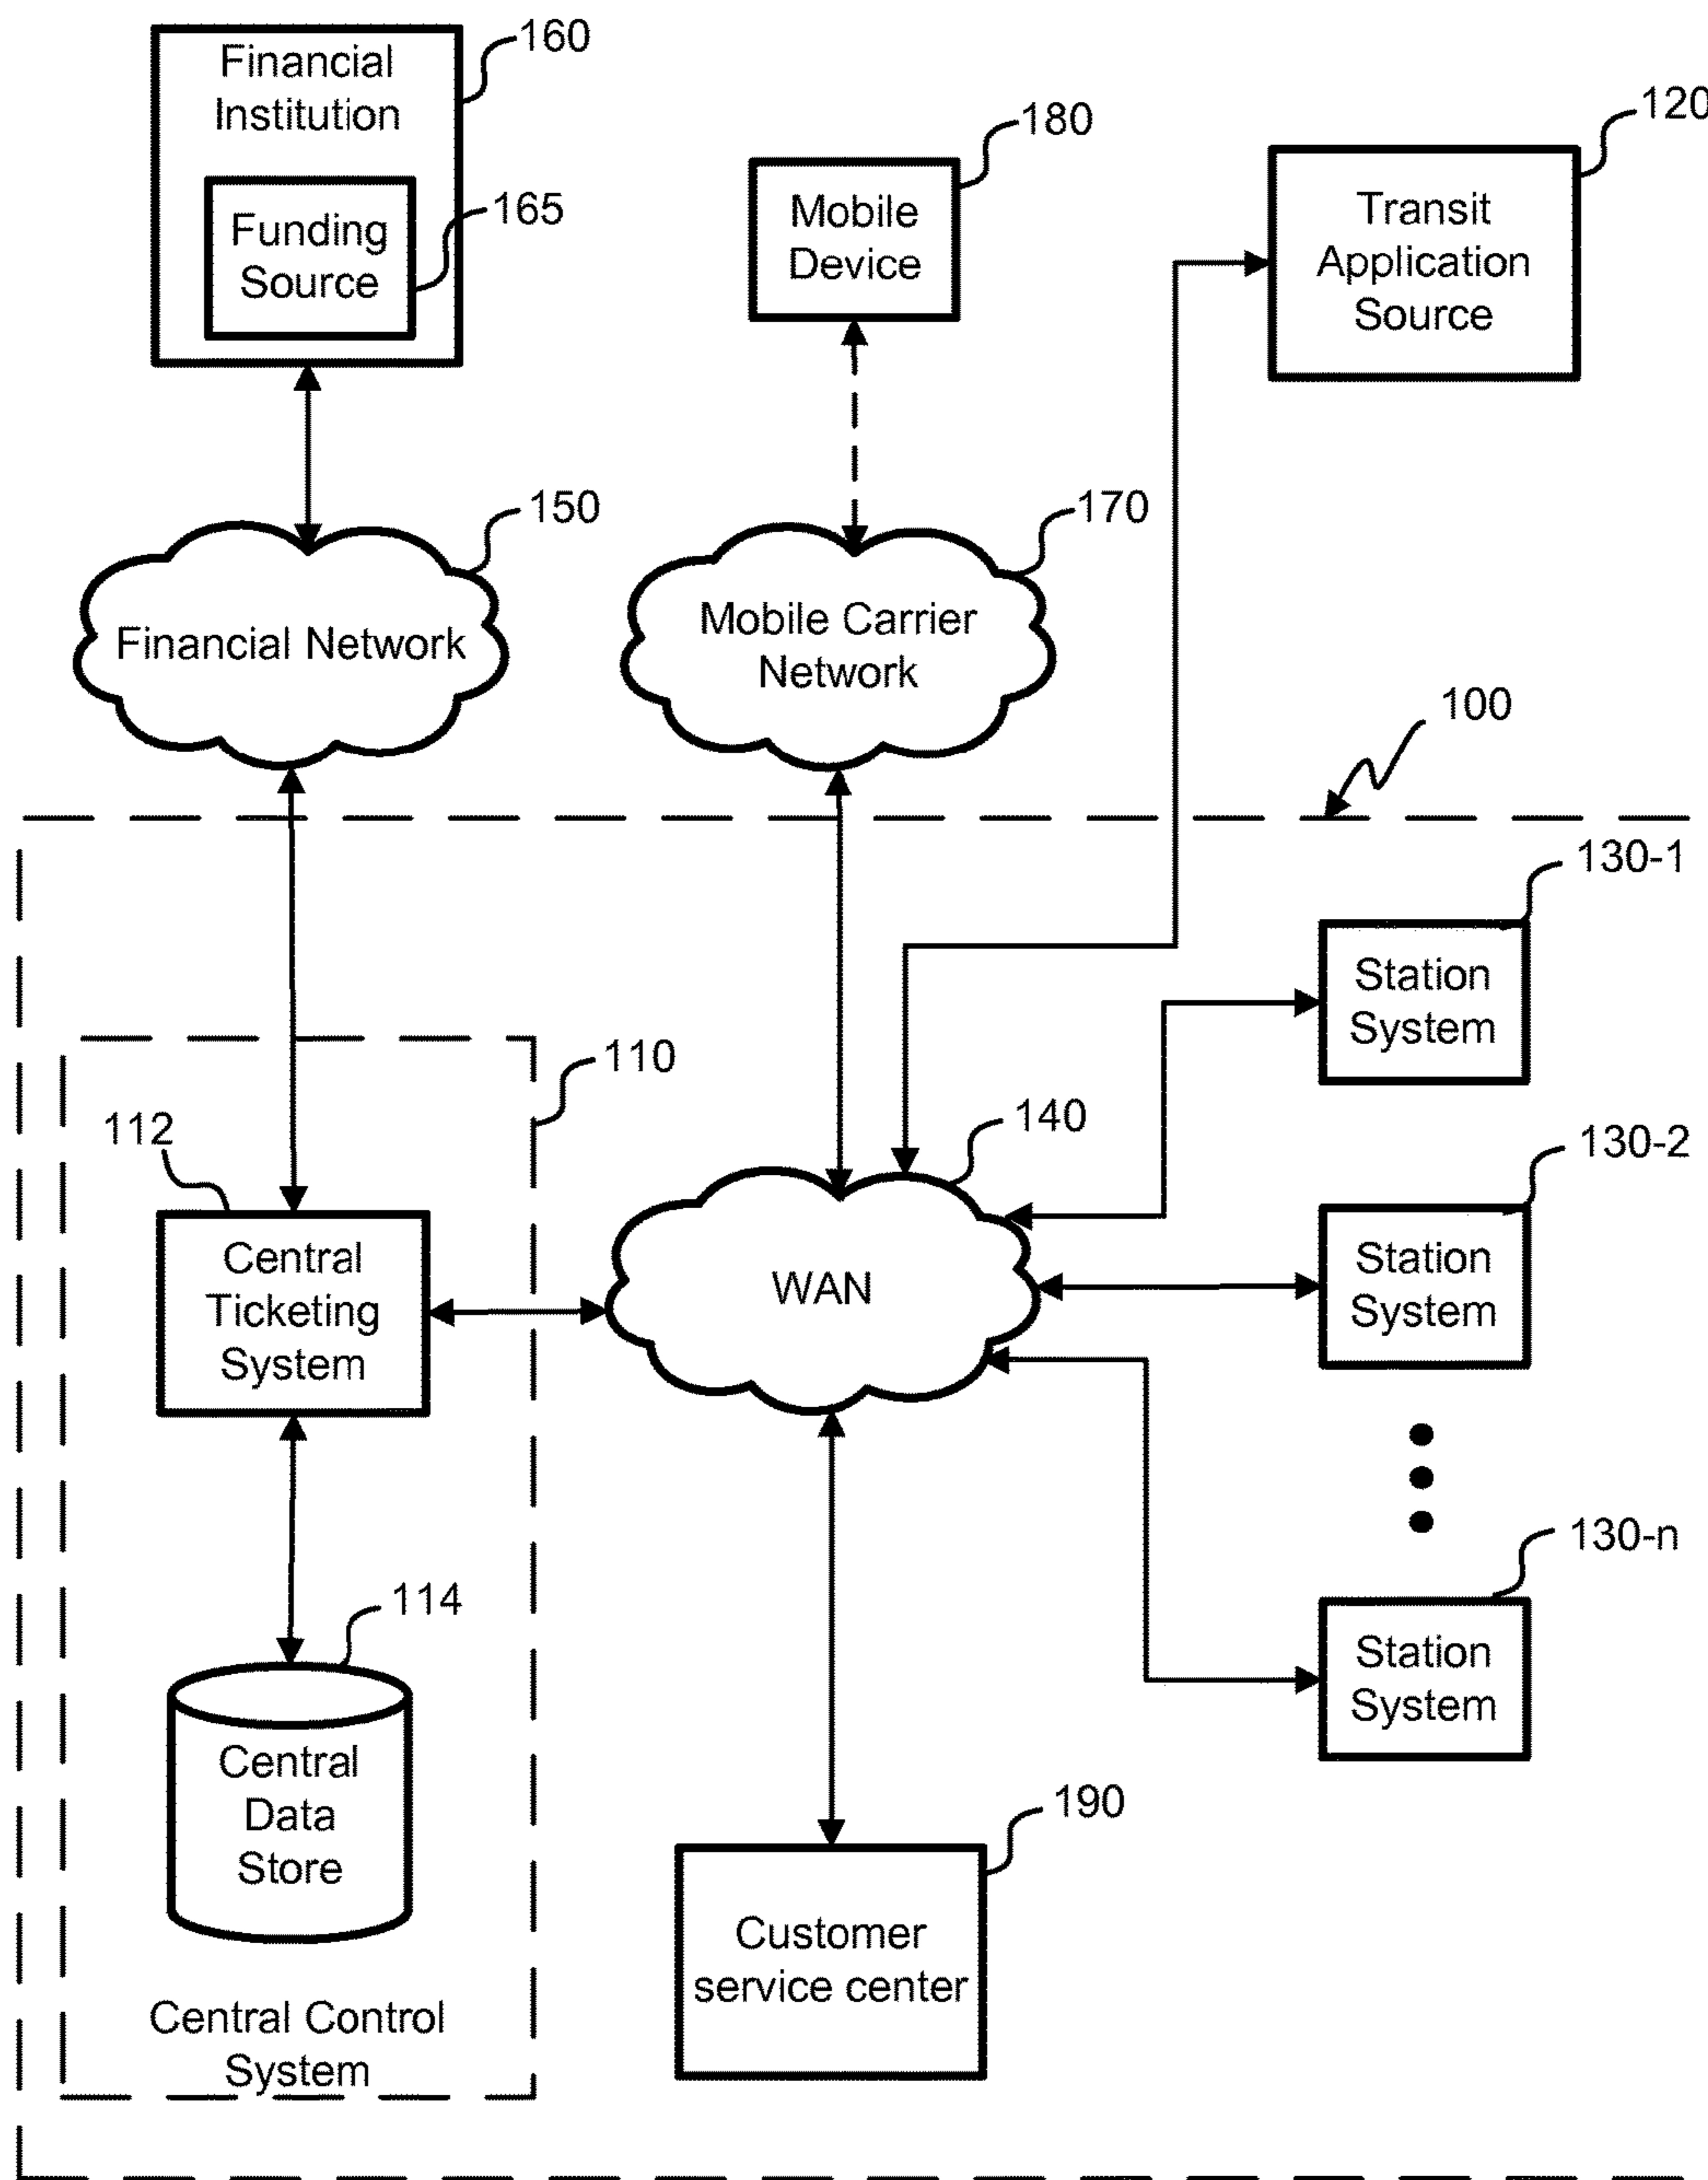 160
Financial
Institution
165
Funding
Source
180
Mobile
Device
120
Transit
Application
Source
150
Financial Network
170
Mobile Carrier
Network
100
130-1
Station
System
110
112
Central
Ticketing
System
140
WAN
130-2
Station
System
130-n
Station
System
114
Central
Data
Store
190
Customer
service center
Central Control
System